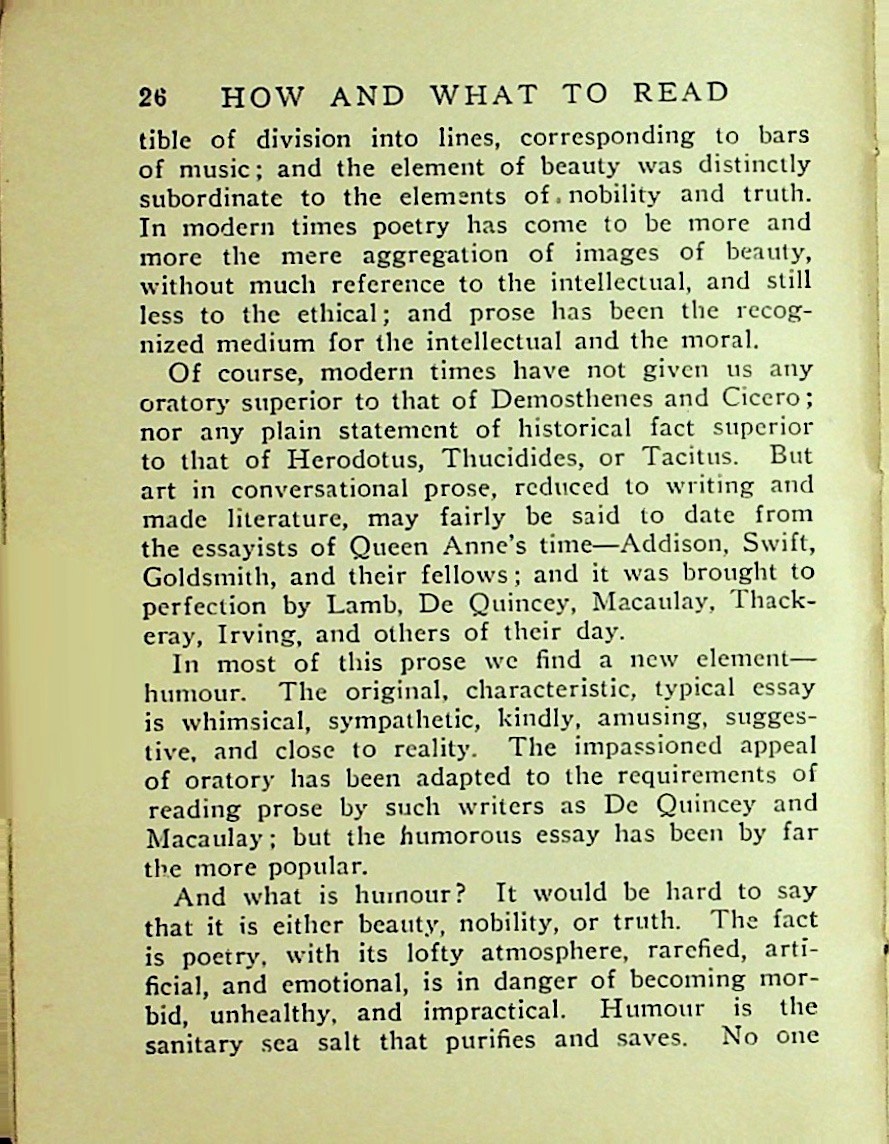 26 HOW AND WHAT TO READ
tible of division into lines, corresponding to bars
of music; and the element of beauty was distinctly
subordinate to the elements of nobility and truth.
In modern times poetry has come to be more and
more the mere aggregation of images of beauty,
without much reference to the intellectual, and still
less to the ethical; and prose has been the recog-
nized medium for the intellectual and the moral.
Of course, modern times have not given us any
oratory superior to that of Demosthenes and Cicero;
nor any plain statement of historical fact superior
to that of Herodotus, Thucidides, or Tacitus. But
art in conversational prose, reduced to writing and
made literature, may fairly be said to date from
the essayists of Queen Anne's time—Addison, Swift,
Goldsmith, and their fellows; and it was brought to
perfection by Lamb, De Quincey, Macaulay, Thack-
eray, Irving, and others of their day.
In most of this prose we find a new element—
humour. The original, characteristic, typical essay
is whimsical, sympathetic, kindly, amusing, sugges-
tive, and close to reality. The impassioned appeal
of oratory has been adapted to the requirements of
reading prose by such writers as De Quincey and
Macaulay; but the humorous essay has been by far
the more popular.
And what is humour? It would be hard to say
that it is either beauty, nobility, or truth. The fact
is poetry, with its lofty atmosphere, rarefied, arti-
ficial, and emotional, is in danger of becoming mor-
bid, unhealthy, and impractical. Humour is the
sanitary sea salt that purifies and saves. No one